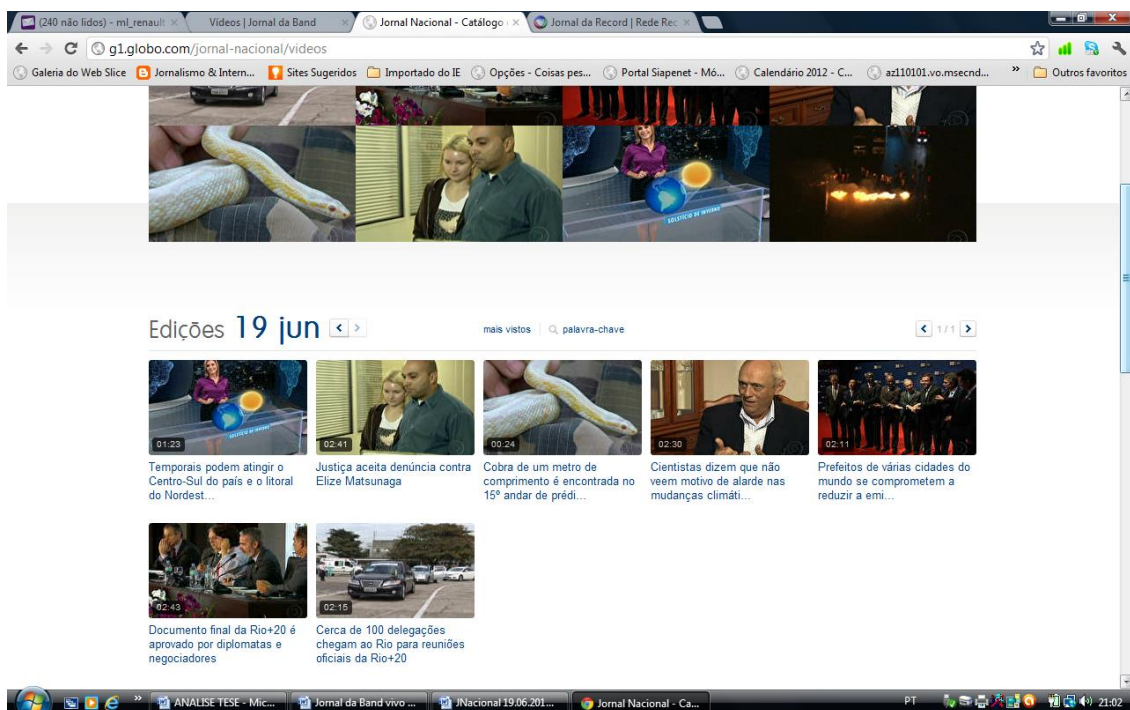 (240 não lidos) - ml_renault
Vídeos | Jornal da Band
Jornal Nacional - Catálogo
Jornal da Record | Rede Rec
g1.globo.com/jornal-nacional/videos
Galeria do Web Slice
Jornalismo & Intern...
Sites Sugeridos
Importado do IE
Opções - Coisas pes...
Portal Siapenet - Mó...
Calendário 2012 - C...
az110101.vo.msecnd...
»
Outros favoritos
SOLSTÍCIO DE INVERNO
Edições 19 jun
mais vistos
palavra-chave
1 / 1
SOLSTÍCIO DE INVERNO
01:23
02:41
00:24
02:30
02:11
Temporais podem atingir o
Centro-Sul do país e o litoral
do Nordest...
Justiça aceita denúncia contra
Elize Matsunaga
Cobra de um metro de
comprimento é encontrada no
15º andar de prédi...
Cientistas dizem que não
veem motivo de alarde nas
mudanças climáti...
Prefeitos de várias cidades do
mundo se comprometem a
reduzir a emi...
02:43
02:15
Documento final da Rio+20 é
aprovado por diplomatas e
negociadores
Cerca de 100 delegações
chegam ao Rio para reuniões
oficiais da Rio+20
»
ANALISE TESE - Mic...
Jornal da Band vivo ...
JNacional 19.06.201...
Jornal Nacional - Ca...
PT
21:02